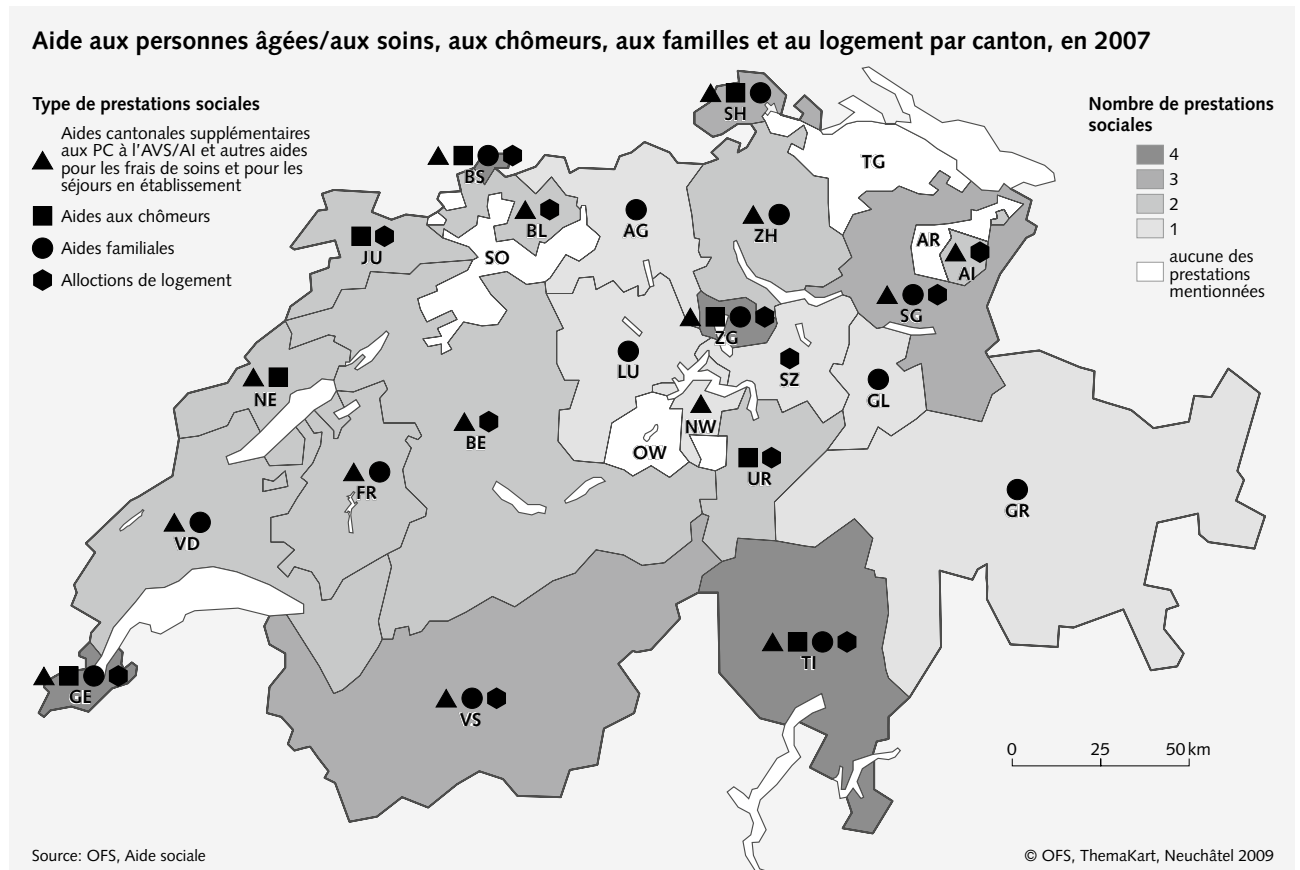 Aide aux personnes âgées/aux soins, aux chômeurs, aux familles et au logement par canton, en 2007
Type de prestations sociales
Aides cantonales supplémentaires
aux PC à l'AVS/AI et autres aides
pour les frais de soins et pour les
séjours en établissement
Aides aux chômeurs
Aides familiales
Alloctions de logement
Nombre de prestations
sociales
4
3
2
1
aucune des
prestations
mentionnées
SH
TG
BS
BL
AG
ZH
JU
SO
AR
AI
SG
ZG
LU
SZ
GL
NE
NW
BE
OW
UR
FR
GR
VD
TI
GE
VS
0 25 50 km
Source: OFS, Aide sociale
© OFS, ThemaKart, Neuchâtel 2009